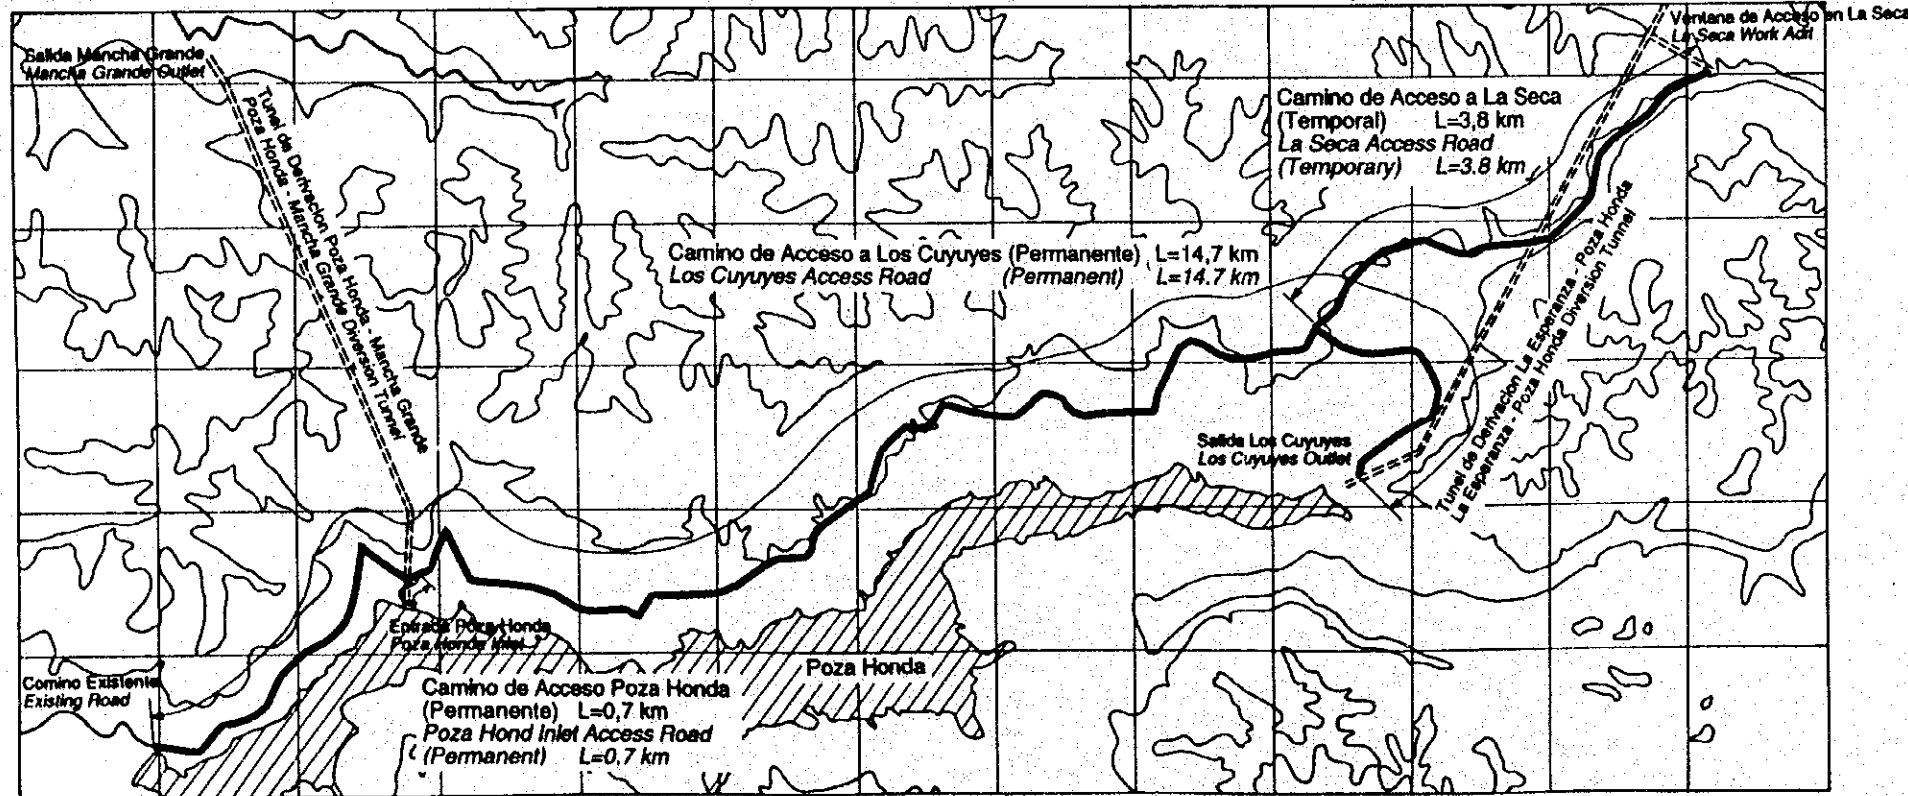 Salida Mancha Grande
Mancha Grande Outlet
Tunel de Derivacion Poza Honda - Mancha Grande
Poza Honda - Mancha Grande Diversion Tunnel
Ventana de Acceso en La Seca
La Seca Work Adit
Camino de Acceso a La Seca
(Temporal) L=3,8 km
La Seca Access Road
(Temporary) L=3.8 km
Camino de Acceso a Los Cuyuyes (Permanente) L=14,7 km
Los Cuyuyes Access Road (Permanent) L=14.7 km
Tunel de Derivacion La Esperanza - Poza Honda
La Esperanza - Poza Honda Diversion Tunnel
Salida Los Cuyuyes
Los Cuyuyes Outlet
Entrada Poza Honda
Poza Honda Inlet
Poza Honda
Comino Existente
Existing Road
Camino de Acceso Poza Honda
(Permanente) L=0,7 km
Poza Hond Inlet Access Road
(Permanent) L=0,7 km